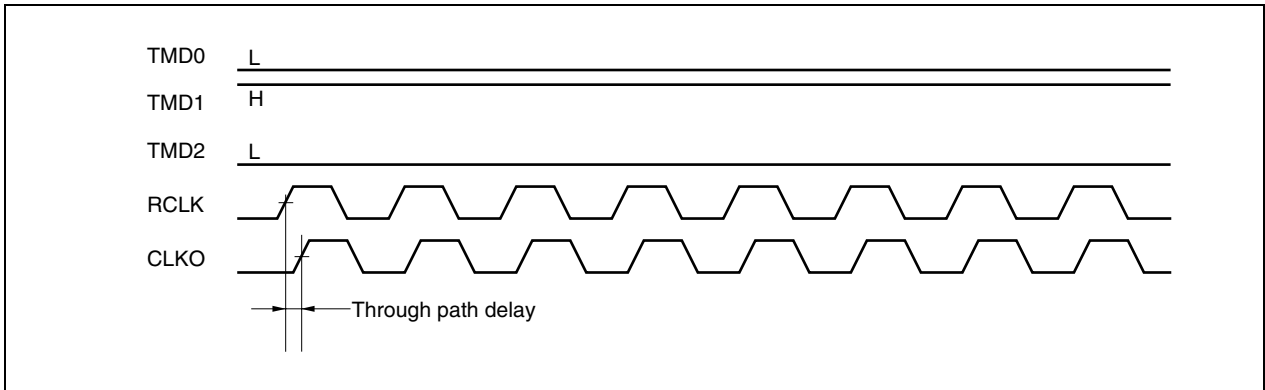 TMD0 L
TMD1 H
TMD2 L
RCLK
CLKO
Through path delay